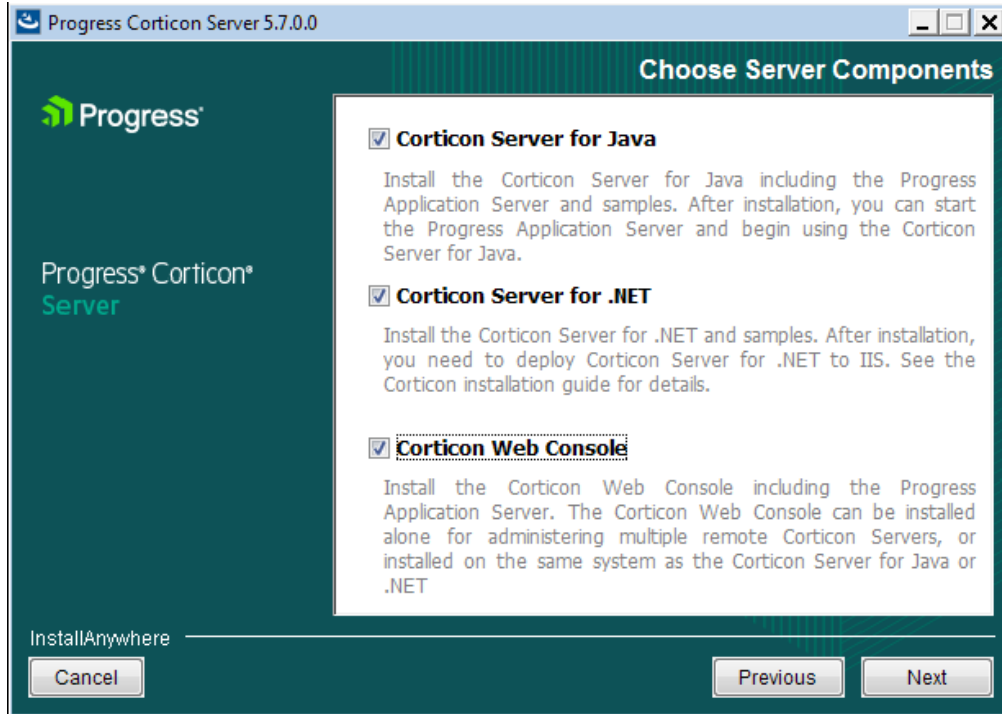 Progress Corticon Server 5.7.0.0
Choose Server Components
Progress®
Progress® Corticon®
Server
Corticon Server for Java
Install the Corticon Server for Java including the Progress
Application Server and samples. After installation, you can start
the Progress Application Server and begin using the Corticon
Server for Java.
Corticon Server for .NET
Install the Corticon Server for .NET and samples. After installation,
you need to deploy Corticon Server for .NET to IIS. See the
Corticon installation guide for details.
Corticon Web Console
Install the Corticon Web Console including the Progress
Application Server. The Corticon Web Console can be installed
alone for administering multiple remote Corticon Servers, or
installed on the same system as the Corticon Server for Java or
.NET
InstallAnywhere
Cancel
Previous
Next